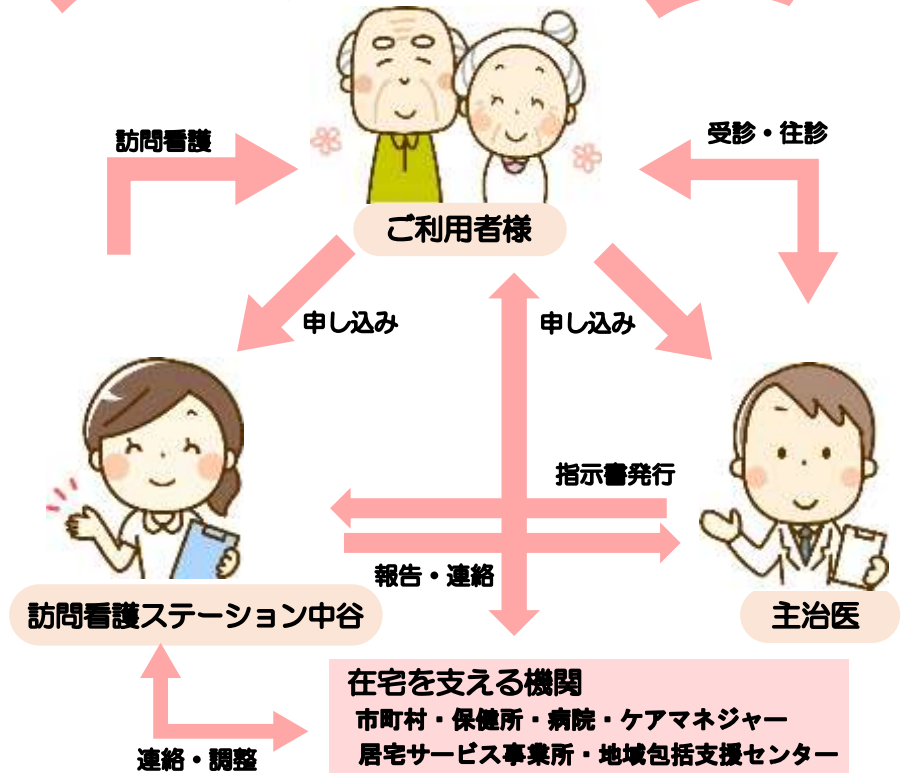 訪問看護
受診・往診
ご利用者様
申し込み
申し込み
指示書発行
報告・連絡
訪問看護ステーション中谷
主治医
在宅を支える機関
市町村・保健所・病院・ケアマネジャー
居宅サービス事業所・地域包括支援センター
連絡・調整